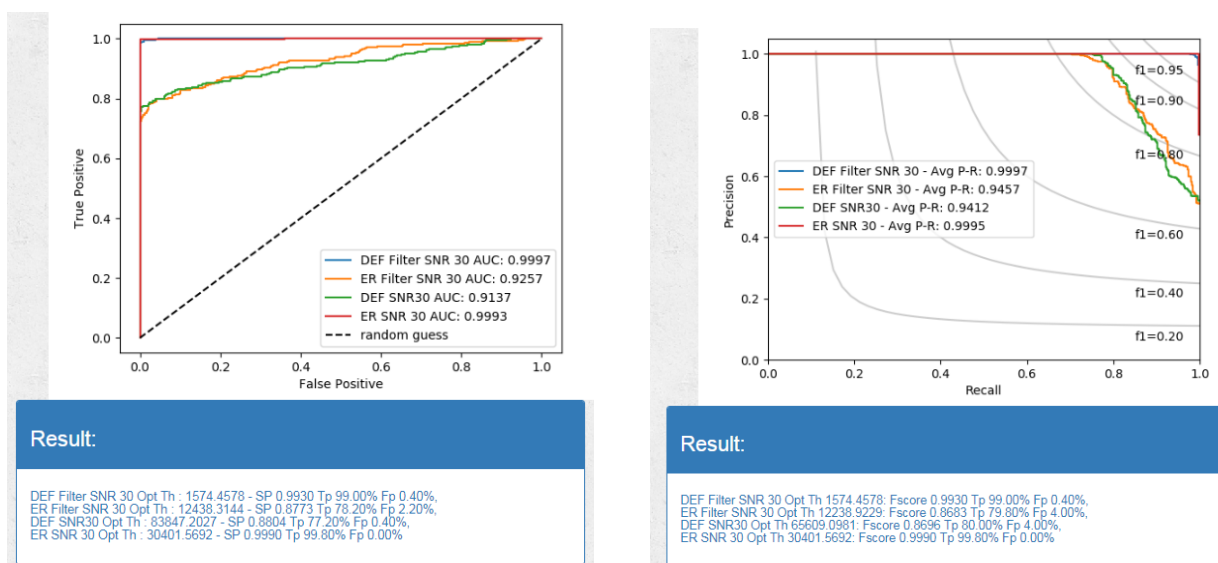 1.0
0.8
0.6
0.4
0.2
0.0
True Positive
0.0 0.2 0.4 0.6 0.8 1.0
False Positive
DEF Filter SNR 30 AUC: 0.9997
ER Filter SNR 30 AUC: 0.9257
DEF SNR30 AUC: 0.9137
ER SNR 30 AUC: 0.9993
random guess
Result:
DEF Filter SNR 30 Opt Th : 1574.4578 - SP 0.9930 Tp 99.00% Fp 0.40%,
ER Filter SNR 30 Opt Th : 12438.3144 - SP 0.8773 Tp 78.20% Fp 2.20%,
DEF SNR30 Opt Th : 83847.2027 - SP 0.8804 Tp 77.20% Fp 0.40%,
ER SNR 30 Opt Th : 30401.5692 - SP 0.9990 Tp 99.80% Fp 0.00%
1.0
0.8
0.6
0.4
0.2
0.0
Precision
0.0 0.2 0.4 0.6 0.8 1.0
Recall
f1=0.95
f1=0.90
f1=0.80
f1=0.60
f1=0.40
f1=0.20
DEF Filter SNR 30 - Avg P-R: 0.9997
ER Filter SNR 30 - Avg P-R: 0.9457
DEF SNR30 - Avg P-R: 0.9412
ER SNR 30 - Avg P-R: 0.9995
Result:
DEF Filter SNR 30 Opt Th 1574.4578: Fscore 0.9930 Tp 99.00% Fp 0.40%,
ER Filter SNR 30 Opt Th 12238.9229: Fscore 0.8683 Tp 79.80% Fp 4.00%,
DEF SNR30 Opt Th 65609.0981: Fscore 0.8696 Tp 80.00% Fp 4.00%,
ER SNR 30 Opt Th 30401.5692: Fscore 0.9990 Tp 99.80% Fp 0.00%